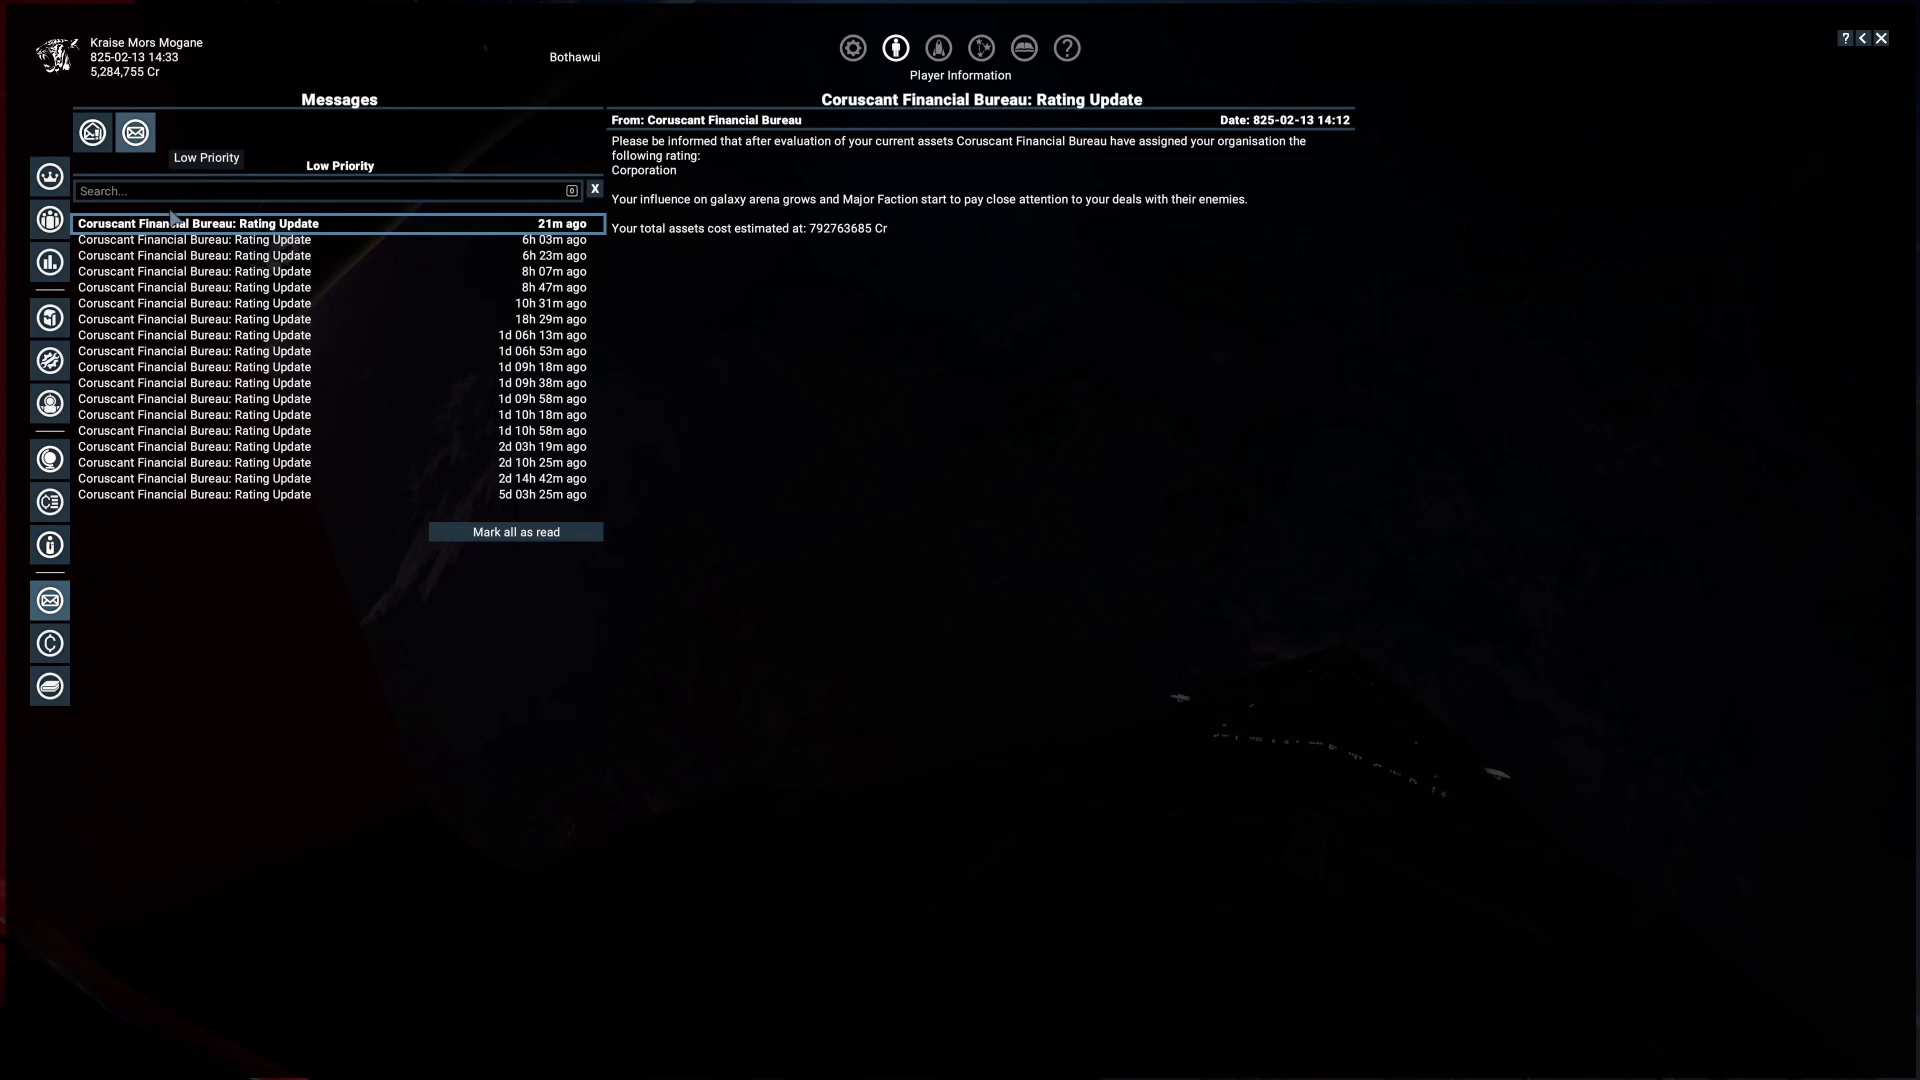 Kraise Mors Mogane
825-02-13 14:33
5,284,755 Cr
Bothawui
Player Information
Messages
Low Priority
Low Priority
Search...
0
X
Coruscant Financial Bureau: Rating Update 21m ago
Coruscant Financial Bureau: Rating Update 6h 03m ago
Coruscant Financial Bureau: Rating Update 6h 23m ago
Coruscant Financial Bureau: Rating Update 8h 07m ago
Coruscant Financial Bureau: Rating Update 8h 47m ago
Coruscant Financial Bureau: Rating Update 10h 31m ago
Coruscant Financial Bureau: Rating Update 18h 29m ago
Coruscant Financial Bureau: Rating Update 1d 06h 13m ago
Coruscant Financial Bureau: Rating Update 1d 06h 53m ago
Coruscant Financial Bureau: Rating Update 1d 09h 18m ago
Coruscant Financial Bureau: Rating Update 1d 09h 38m ago
Coruscant Financial Bureau: Rating Update 1d 09h 58m ago
Coruscant Financial Bureau: Rating Update 1d 10h 18m ago
Coruscant Financial Bureau: Rating Update 1d 10h 58m ago
Coruscant Financial Bureau: Rating Update 2d 03h 19m ago
Coruscant Financial Bureau: Rating Update 2d 10h 25m ago
Coruscant Financial Bureau: Rating Update 2d 14h 42m ago
Coruscant Financial Bureau: Rating Update 5d 03h 25m ago
Mark all as read
Coruscant Financial Bureau: Rating Update
From: Coruscant Financial Bureau Date: 825-02-13 14:12
Please be informed that after evaluation of your current assets Coruscant Financial Bureau have assigned your organisation the
following rating:
Corporation
Your influence on galaxy arena grows and Major Faction start to pay close attention to your deals with their enemies.
Your total assets cost estimated at: 792763685 Cr